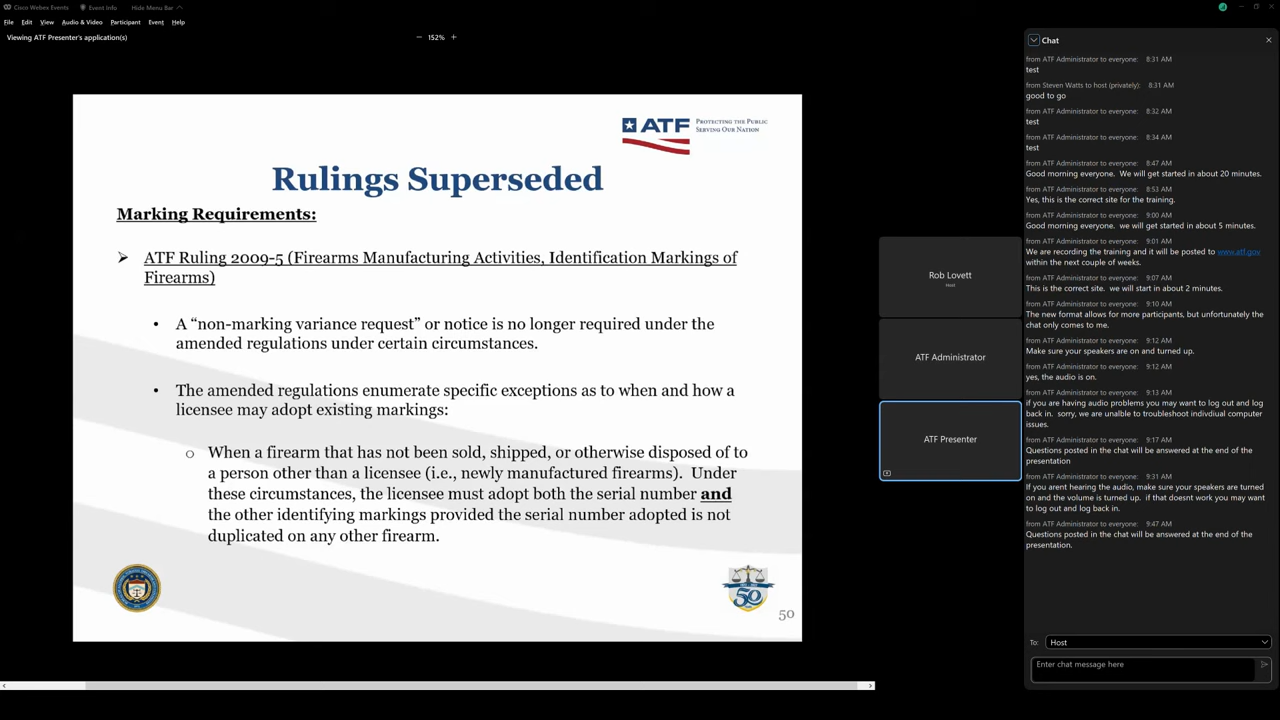 Cisco Webex Events
Event Info
Hide Menu Bar
File Edit View Audio & Video Participant Event Help
Viewing ATF Presenter's application(s)
− 152% +
ATF
PROTECTING THE PUBLIC
SERVING OUR NATION
Rulings Superseded
Marking Requirements:
➢ ATF Ruling 2009-5 (Firearms Manufacturing Activities, Identification Markings of
Firearms)
• A “non-marking variance request” or notice is no longer required under the
amended regulations under certain circumstances.
• The amended regulations enumerate specific exceptions as to when and how a
licensee may adopt existing markings:
o When a firearm that has not been sold, shipped, or otherwise disposed of to
a person other than a licensee (i.e., newly manufactured firearms). Under
these circumstances, the licensee must adopt both the serial number and
the other identifying markings provided the serial number adopted is not
duplicated on any other firearm.
50
50
Rob Lovett
Host
ATF Administrator
ATF Presenter
Chat
from ATF Administrator to everyone: 8:31 AM
test
from Steven Watts to host (privately): 8:31 AM
good to go
from ATF Administrator to everyone: 8:32 AM
test
from ATF Administrator to everyone: 8:34 AM
test
from ATF Administrator to everyone: 8:47 AM
Good morning everyone. We will get started in about 20 minutes.
from ATF Administrator to everyone: 8:53 AM
Yes, this is the correct site for the training.
from ATF Administrator to everyone: 9:00 AM
Good morning everyone. we will get started in about 5 minutes.
from ATF Administrator to everyone: 9:01 AM
We are recording the training and it will be posted to www.atf.gov
within the next couple of weeks.
from ATF Administrator to everyone: 9:07 AM
This is the correct site. we will start in about 2 minutes.
from ATF Administrator to everyone: 9:10 AM
The new format allows for more participants, but unfortunately the
chat only comes to me.
from ATF Administrator to everyone: 9:12 AM
Make sure your speakers are on and turned up.
from ATF Administrator to everyone: 9:12 AM
yes, the audio is on.
from ATF Administrator to everyone: 9:13 AM
if you are having audio problems you may want to log out and log
back in. sorry, we are unable to troubleshoot indivdiual computer
issues.
from ATF Administrator to everyone: 9:17 AM
Questions posted in the chat will be answered at the end of the
presentation
from ATF Administrator to everyone: 9:31 AM
If you arent hearing the audio, make sure your speakers are turned
on and the volume is turned up. if that doesnt work you may want
to log out and log back in.
from ATF Administrator to everyone: 9:47 AM
Questions posted in the chat will be answered at the end of the
presentation.
To: Host
Enter chat message here